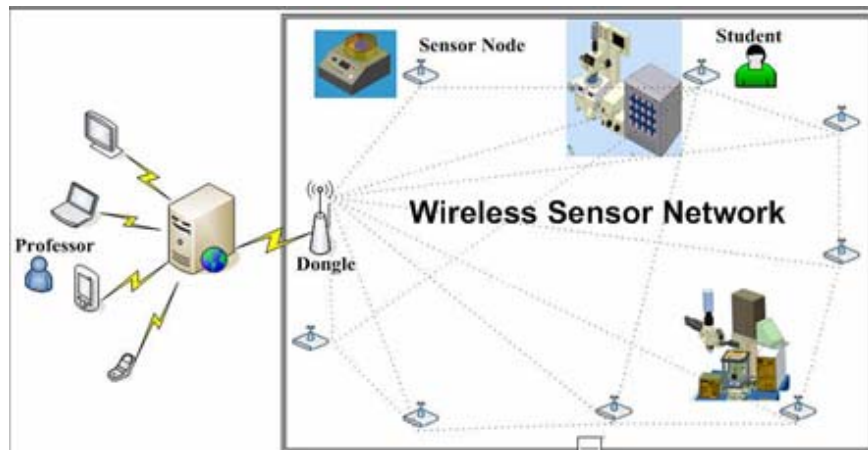 Sensor Node
Student
Wireless Sensor Network
Professor
Dongle